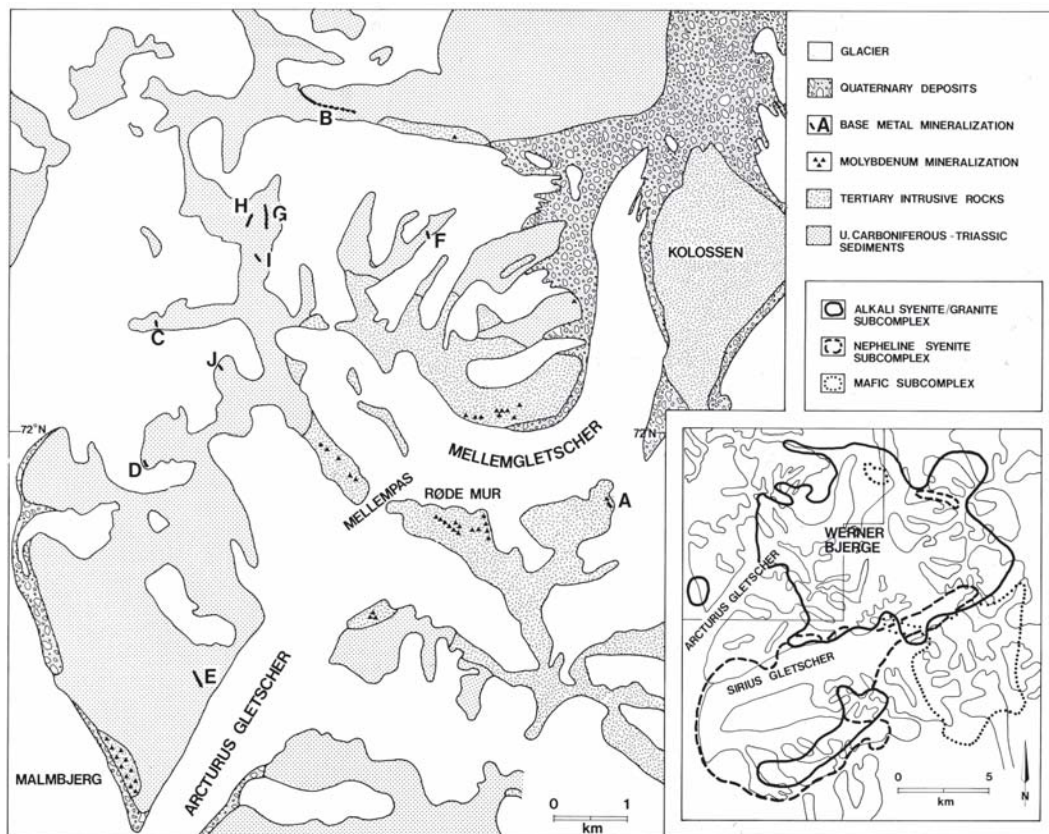 GLACIER
QUATERNARY DEPOSITS
A BASE METAL MINERALIZATION
MOLYBDENUM MINERALIZATION
TERTIARY INTRUSIVE ROCKS
U. CARBONIFEROUS - TRIASSIC
SEDIMENTS
ALKALI SYENITE/GRANITE
SUBCOMPLEX
NEPHELINE SYENITE
SUBCOMPLEX
MAFIC SUBCOMPLEX
B
H
G
F
I
KOLOSSEN
C
J
72°N
72°N
MELLEMGLETSCHER
D
MELLEMPAS
RØDE MUR
A
E
ARCTURUS GLETSCHER
MALMBJERG
0 1
km
WERNER
BJERGE
ARCTURUS GLETSCHER
SIRIUS GLETSCHER
0 5
km
N